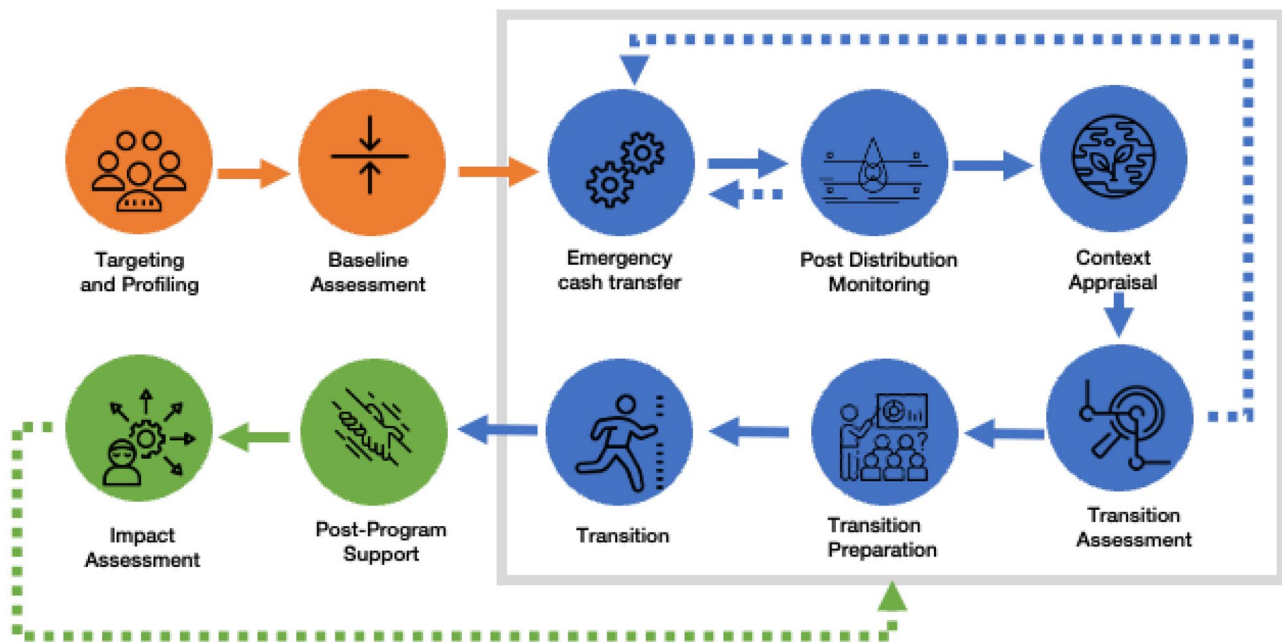 Targeting
and Profiling
Baseline
Assessment
Emergency
cash transfer
Post Distribution
Monitoring
Context
Appraisal
Impact
Assessment
Post-Program
Support
Transition
Transition
Preparation
Transition
Assessment
?